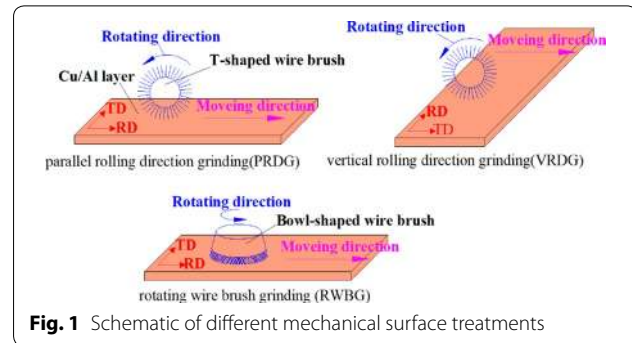 Rotating direction
T-shaped wire brush
Cu/Al layer
TD
RD
Moveing direction
parallel rolling direction grinding(PRDG)
Rotating direction
Moveing direction
RD
TD
vertical rolling direction grinding(VRDG)
Rotating direction
Bowl-shaped wire brush
TD
RD
Moveing direction
rotating wire brush grinding (RWBG)
Fig. 1 Schematic of different mechanical surface treatments